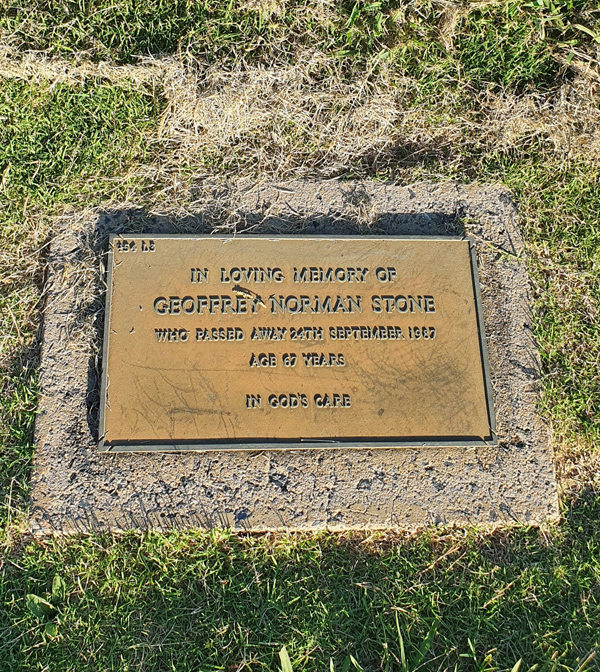 154 L8
IN LOVING MEMORY OF
GEOFFREY NORMAN STONE
WHO PASSED AWAY 24TH SEPTEMBER 1987
AGE 67 YEARS
IN GOD'S CARE